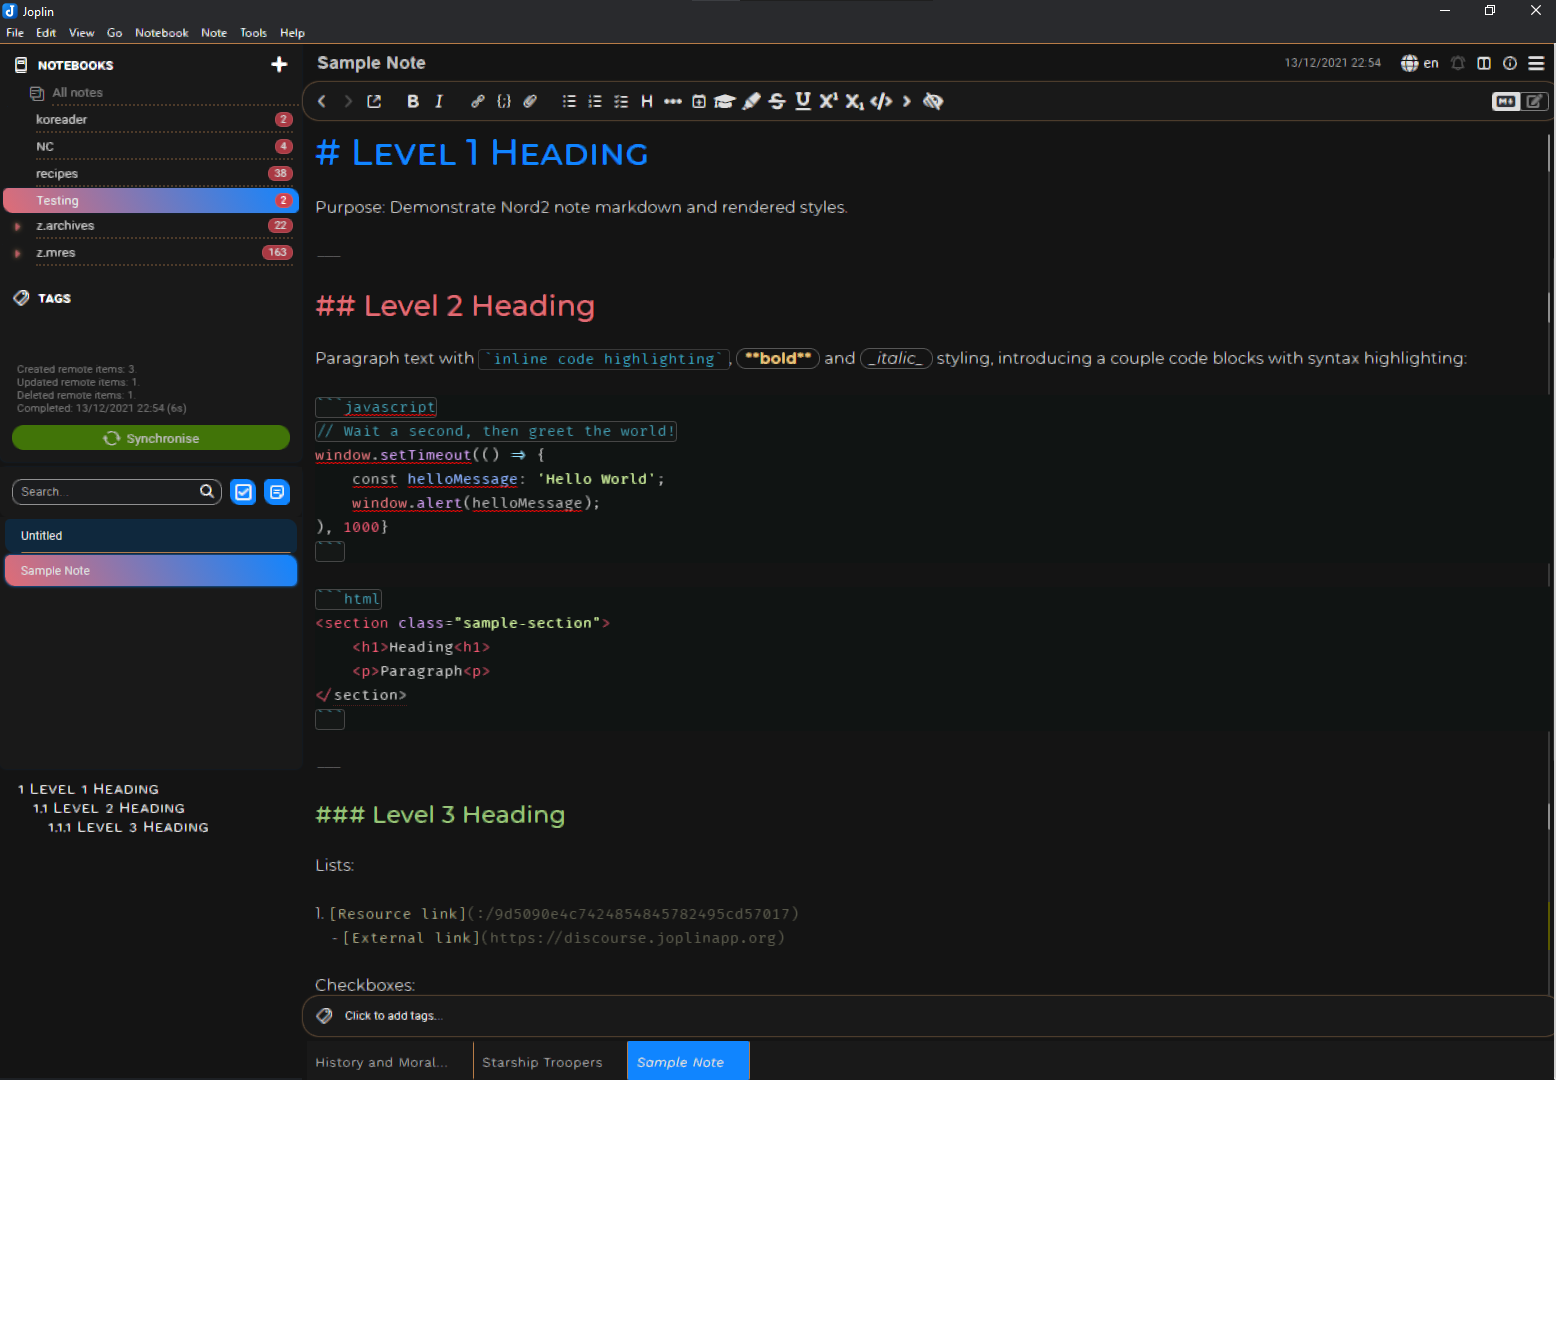 Joplin
File Edit View Go Notebook Note Tools Help
NOTEBOOKS
All notes
koreader 2
NC 4
recipes 38
Testing 2
z.archives 22
z.mres 163
TAGS
Created remote items: 3.
Updated remote items: 1.
Deleted remote items: 1.
Completed: 13/12/2021 22:54 (6s)
Synchronise
Search...
Untitled
Sample Note
1 Level 1 Heading
1.1 Level 2 Heading
1.1.1 Level 3 Heading
Sample Note 13/12/2021 22:54 en
B I H S U X¹ X₁ </>
# Level 1 Heading
Purpose: Demonstrate Nord2 note markdown and rendered styles.
___
## Level 2 Heading
Paragraph text with `inline code highlighting`, **bold** and _italic_ styling, introducing a couple code blocks with syntax highlighting:
```javascript
// Wait a second, then greet the world!
window.setTimeout(() => {
const helloMessage: 'Hello World';
window.alert(helloMessage);
), 1000}
```
```html
<section class="sample-section">
<h1>Heading<h1>
<p>Paragraph<p>
</section>
```
___
### Level 3 Heading
Lists:
1. [Resource link](:/9d5090e4c7424854845782495cd57017)
- [External link](https://discourse.joplinapp.org)
Checkboxes:
Click to add tags...
History and Moral... Starship Troopers Sample Note